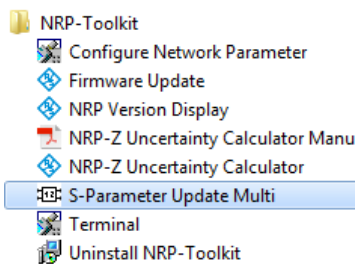 NRP-Toolkit
Configure Network Parameter
Firmware Update
NRP Version Display
NRP-Z Uncertainty Calculator Manu
NRP-Z Uncertainty Calculator
S-Parameter Update Multi
Terminal
Uninstall NRP-Toolkit